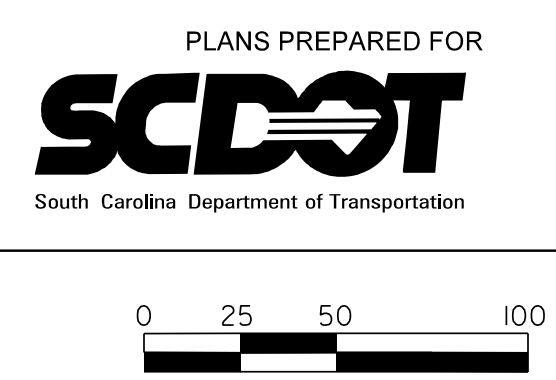 PLANS PREPARED FOR
SCDOT
South Carolina Department of Transportation
0 25 50 100